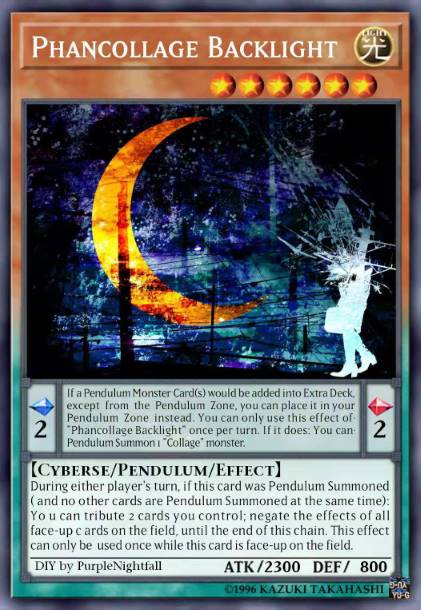 PHANCOLLAGE BACKLIGHT
LIGHT
光
If a Pendulum Monster Card(s) would be added into Extra Deck,
except from the Pendulum Zone, you can place it in your
Pendulum Zone instead. You can only use this effect of
"Phancollage Backlight" once per turn. If it does: You can
Pendulum Summon 1 "Collage" monster.
2
2
【CYBERSE/PENDULUM/EFFECT】
During either player's turn, if this card was Pendulum Summoned
( and no other cards are Pendulum Summoned at the same time):
Yo u can tribute 2 cards you control; negate the effects of all
face-up c ards on the field, until the end of this chain. This effect
can only be used once while this card is face-up on the field.
DIY by PurpleNightfall
ATK/2300 DEF/ 800
©1996 KAZUKI TAKAHASHI